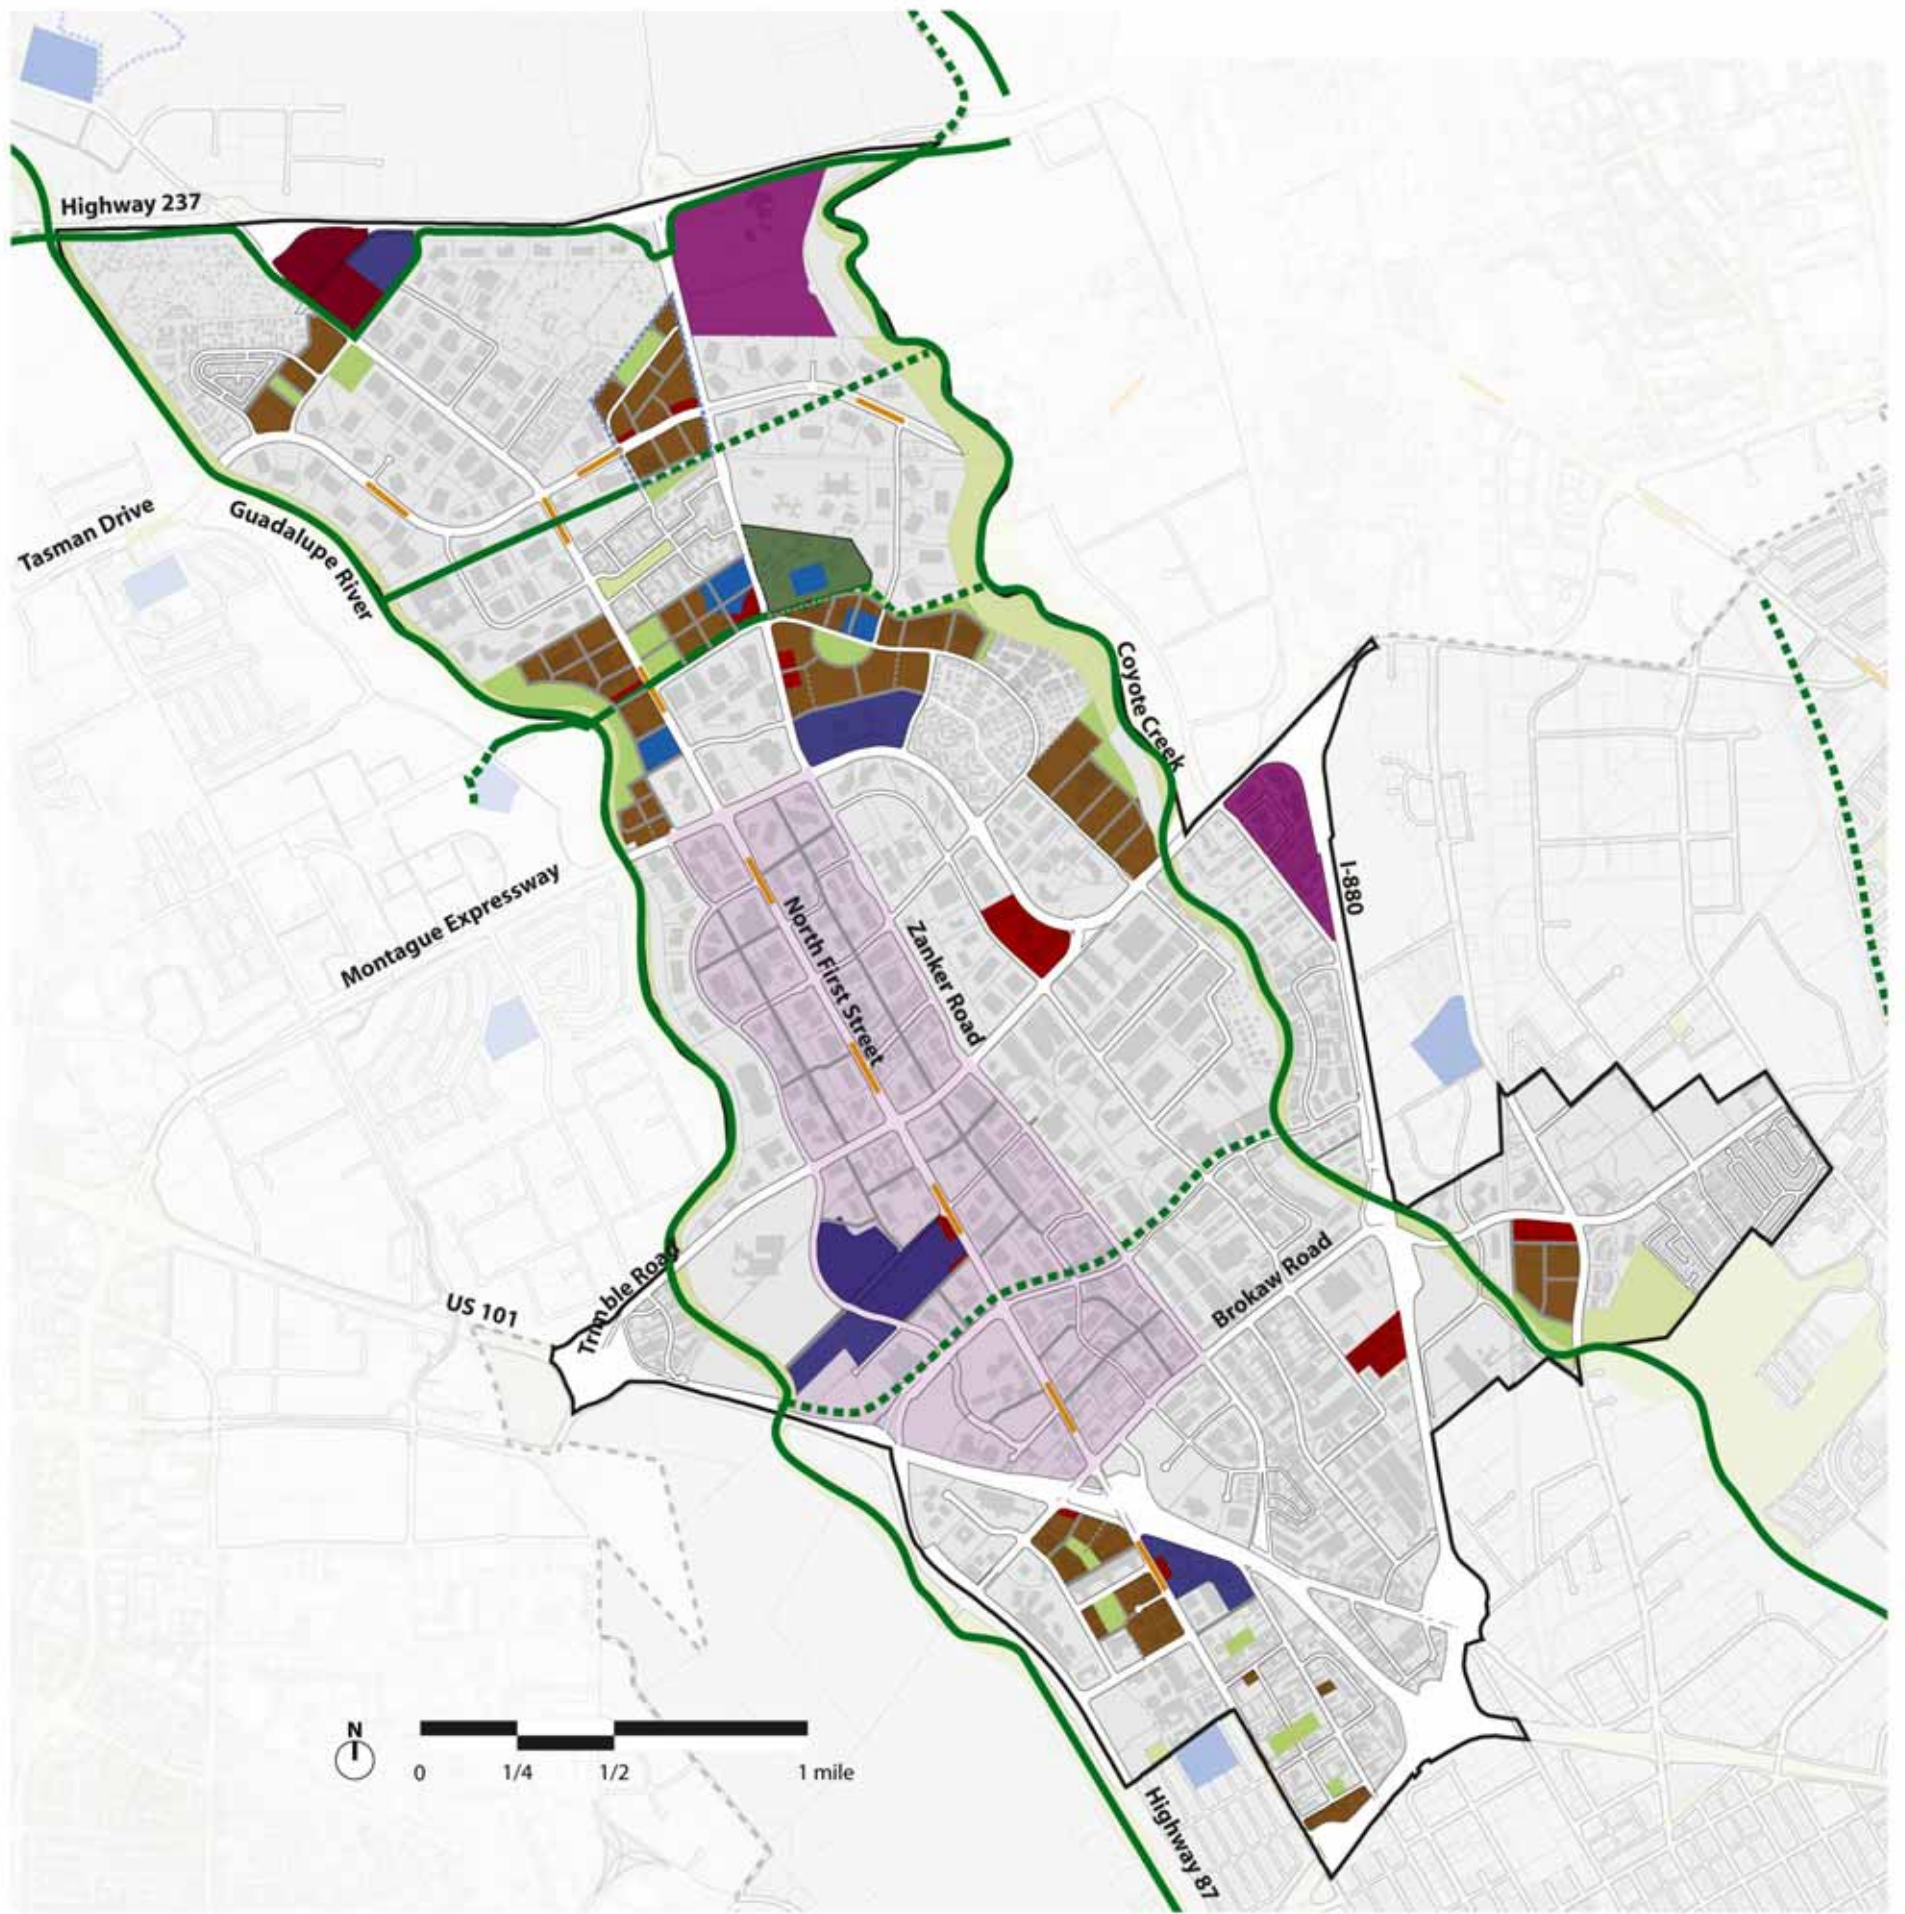 Highway 237
Tasman Drive
Guadalupe River
Coyote Creek
Montague Expressway
North First Street
Zanker Road
I-880
US 101
Trimble Road
Brokaw Road
N
0 1/4 1/2 1 mile
Highway 87